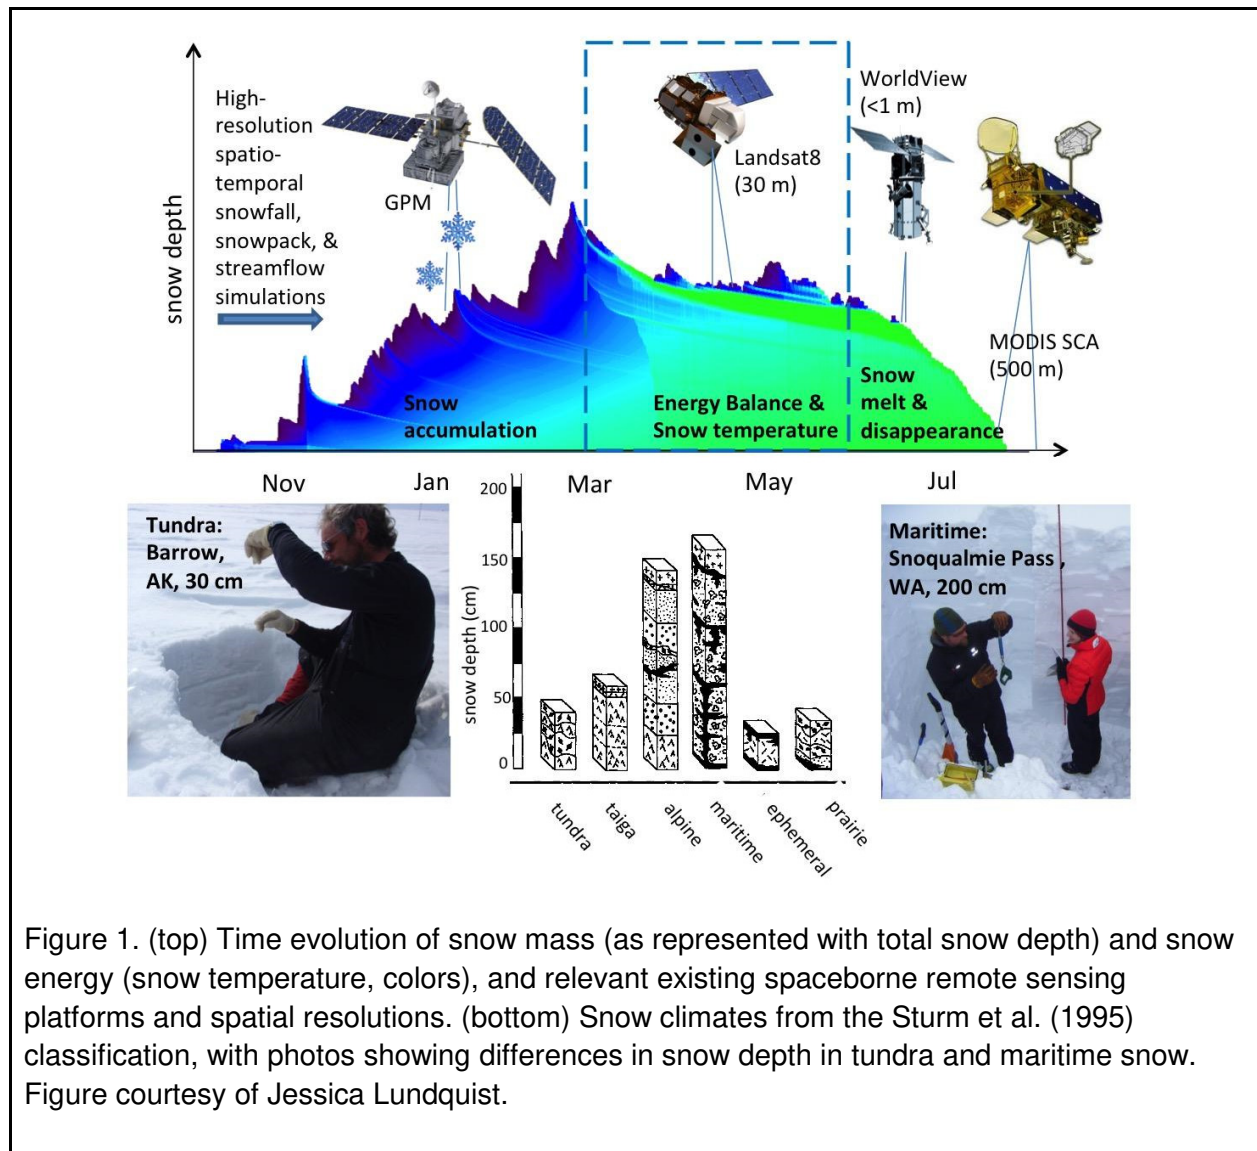 High-
resolution
spatio-
temporal
snowfall,
snowpack, &
streamflow
simulations
snow depth
GPM
Landsat8
(30 m)
WorldView
(<1 m)
MODIS SCA
(500 m)
Snow
accumulation
Energy Balance &
Snow temperature
Snow
melt &
disappearance
Nov
Jan
Mar
May
Jul
Tundra:
Barrow,
AK, 30 cm
snow depth (cm)
200
150
100
50
0
tundra
taiga
alpine
maritime
ephemeral
prairie
Maritime:
Snoqualmie Pass ,
WA, 200 cm
Figure 1. (top) Time evolution of snow mass (as represented with total snow depth) and snow
energy (snow temperature, colors), and relevant existing spaceborne remote sensing
platforms and spatial resolutions. (bottom) Snow climates from the Sturm et al. (1995)
classification, with photos showing differences in snow depth in tundra and maritime snow.
Figure courtesy of Jessica Lundquist.